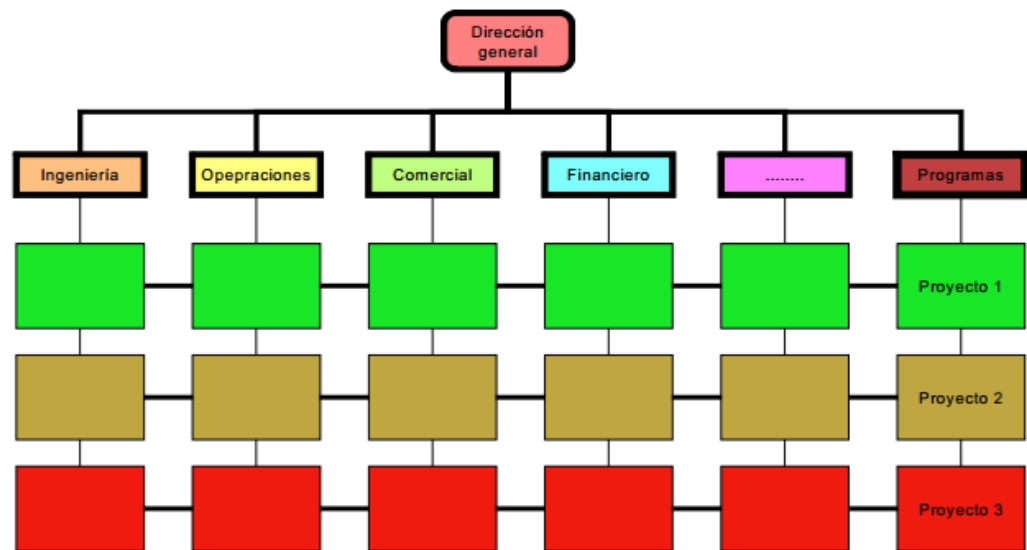 Dirección
general
Ingeniería
Opepraciones
Comercial
Financiero
........
Programas
Proyecto 1
Proyecto 2
Proyecto 3